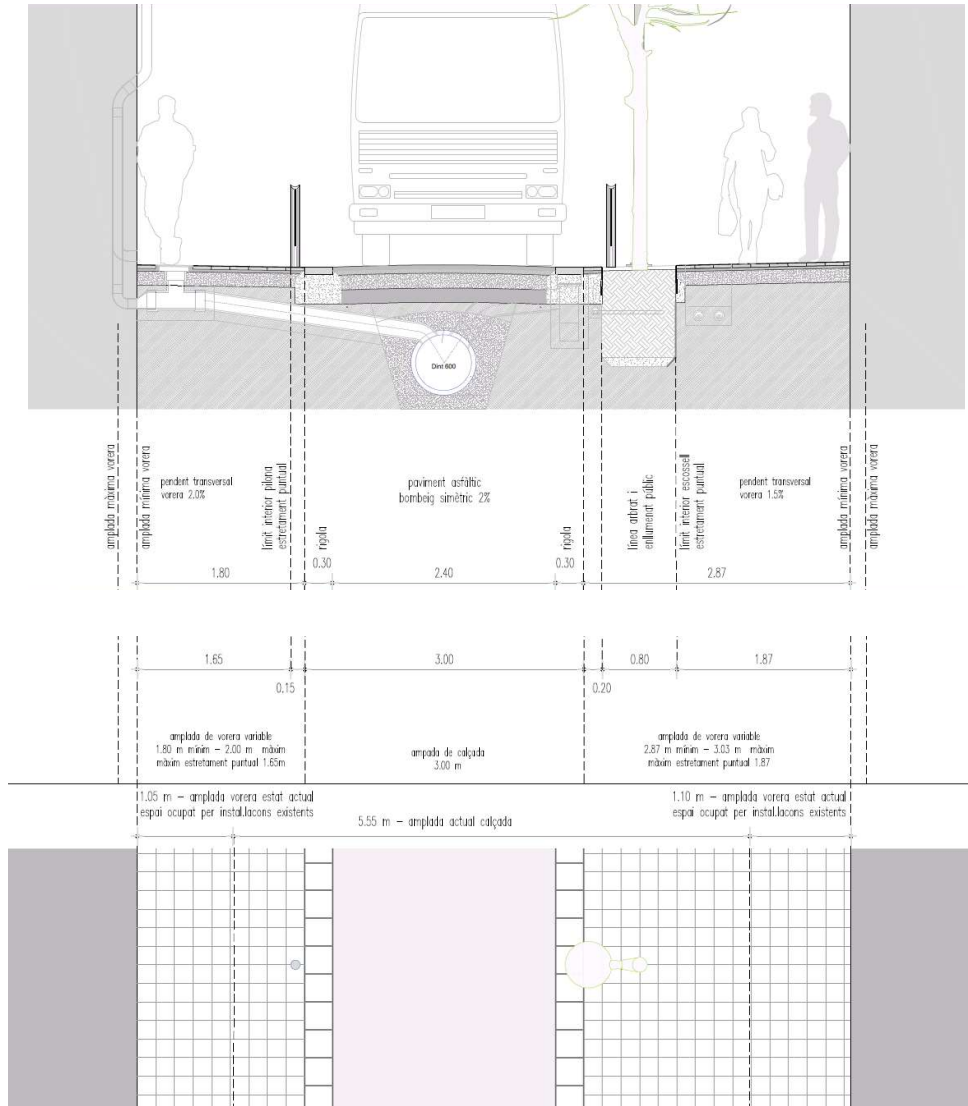 Dint 600
amplada màxima vorera
amplada mínima vorera
pendent transversal
vorera 2.0%
límit interior pilona
estretament puntual
rigola
paviment asfàltic
bombeig simètric 2%
rigola
línea arbrat i
enllumenat públic
límit interior escossell
estretament puntual
pendent transversal
vorera 1.5%
amplada mínima vorera
amplada màxima vorera
1.80
0.30
2.40
0.30
2.87
1.65
0.15
3.00
0.20
0.80
1.87
amplada de vorera variable
1.80 m mínim – 2.00 m màxim
màxim estretament puntual 1.65m
ampada de calçada
3.00 m
amplada de vorera variable
2.87 m mínim – 3.03 m màxim
màxim estretament puntual 1.87
1.05 m – amplada vorera estat actual
espai ocupat per instal.lacons existents
5.55 m – amplada actual calçada
1.10 m – amplada vorera estat actual
espai ocupat per instal.lacons existents